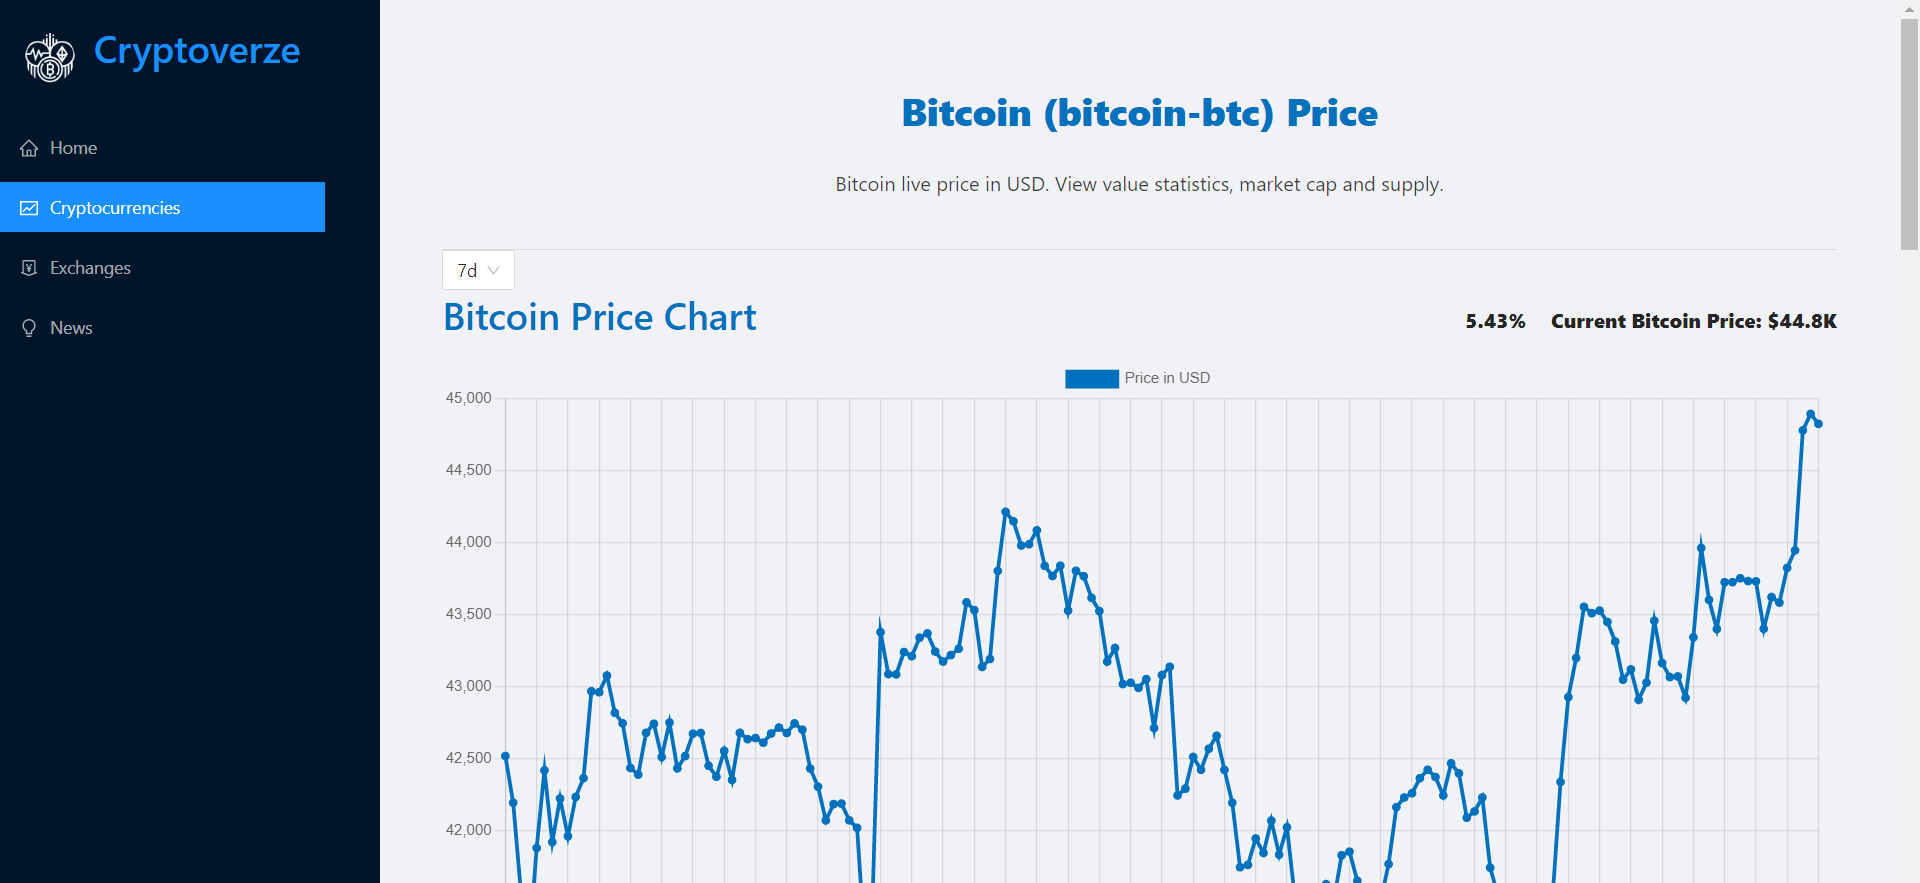 Cryptoverze
Home
Cryptocurrencies
Exchanges
News
Bitcoin (bitcoin-btc) Price
Bitcoin live price in USD. View value statistics, market cap and supply.
7d
Bitcoin Price Chart
5.43% Current Bitcoin Price: $44.8K
Price in USD
45,000
44,500
44,000
43,500
43,000
42,500
42,000